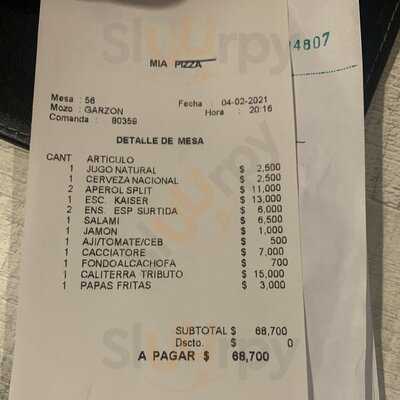 MIA PIZZA
4807
Mesa : 56 Fecha : 04-02-2021
Mozo : GARZON Hora : 20:16
Comanda : 80359
DETALLE DE MESA
CANT ARTICULO
1 JUGO NATURAL $ 2,500
1 CERVEZA NACIONAL $ 2,500
2 APEROL SPLIT $ 11,000
1 ESC. KAISER $ 13,000
2 ENS. ESP SURTIDA $ 6,000
1 SALAMI $ 6,500
1 JAMON $ 1,000
1 AJI/TOMATE/CEB $ 500
1 CACCIATORE $ 7,000
1 FONDOALCACHOFA $ 700
1 CALITERRA TRIBUTO $ 15,000
1 PAPAS FRITAS $ 3,000
SUBTOTAL $ 68,700
Dscto. $ 0
A PAGAR $ 68,700